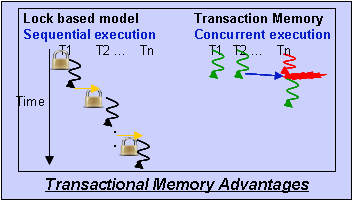 Lock based model
Sequential execution
T1 T2 ... Tn
Transaction Memory
Concurrent execution
T1 T2 ... Tn
Time
Transactional Memory Advantages